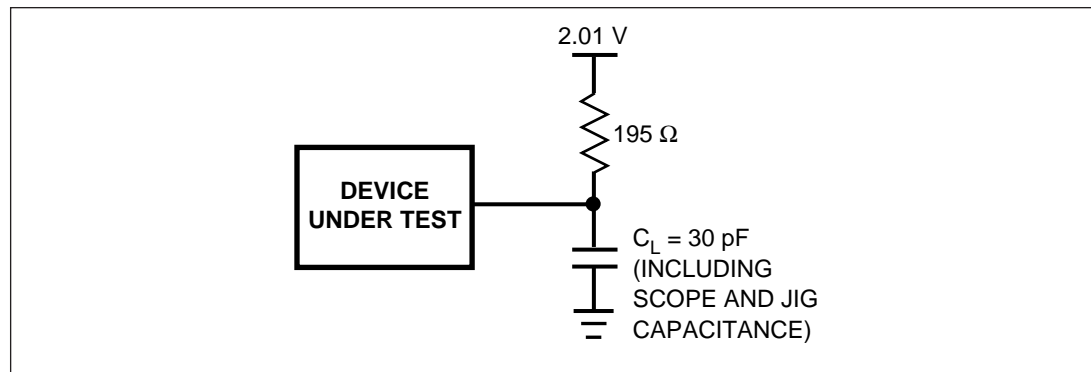 2.01 V
195 Ω
DEVICE
UNDER TEST
C_L = 30 pF
(INCLUDING
SCOPE AND JIG
CAPACITANCE)